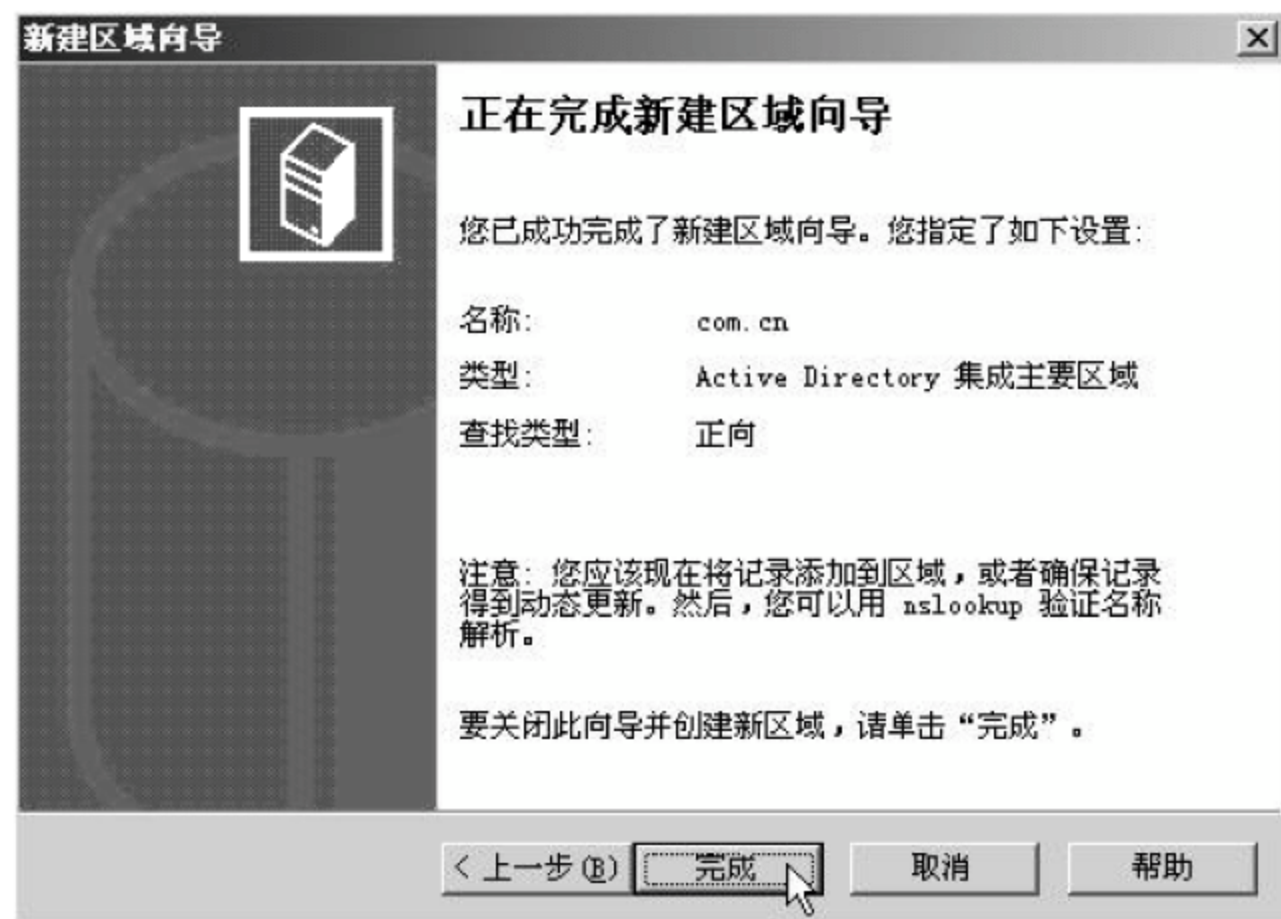 新建区域向导
正在完成新建区域向导
您已成功完成了新建区域向导。您指定了如下设置:
名称: com.cn
类型: Active Directory 集成主要区域
查找类型: 正向
注意: 您应该现在将记录添加到区域，或者确保记录
得到动态更新。然后，您可以用 nslookup 验证名称
解析。
要关闭此向导并创建新区域，请单击“完成”。
< 上一步(B) 完成 取消 帮助